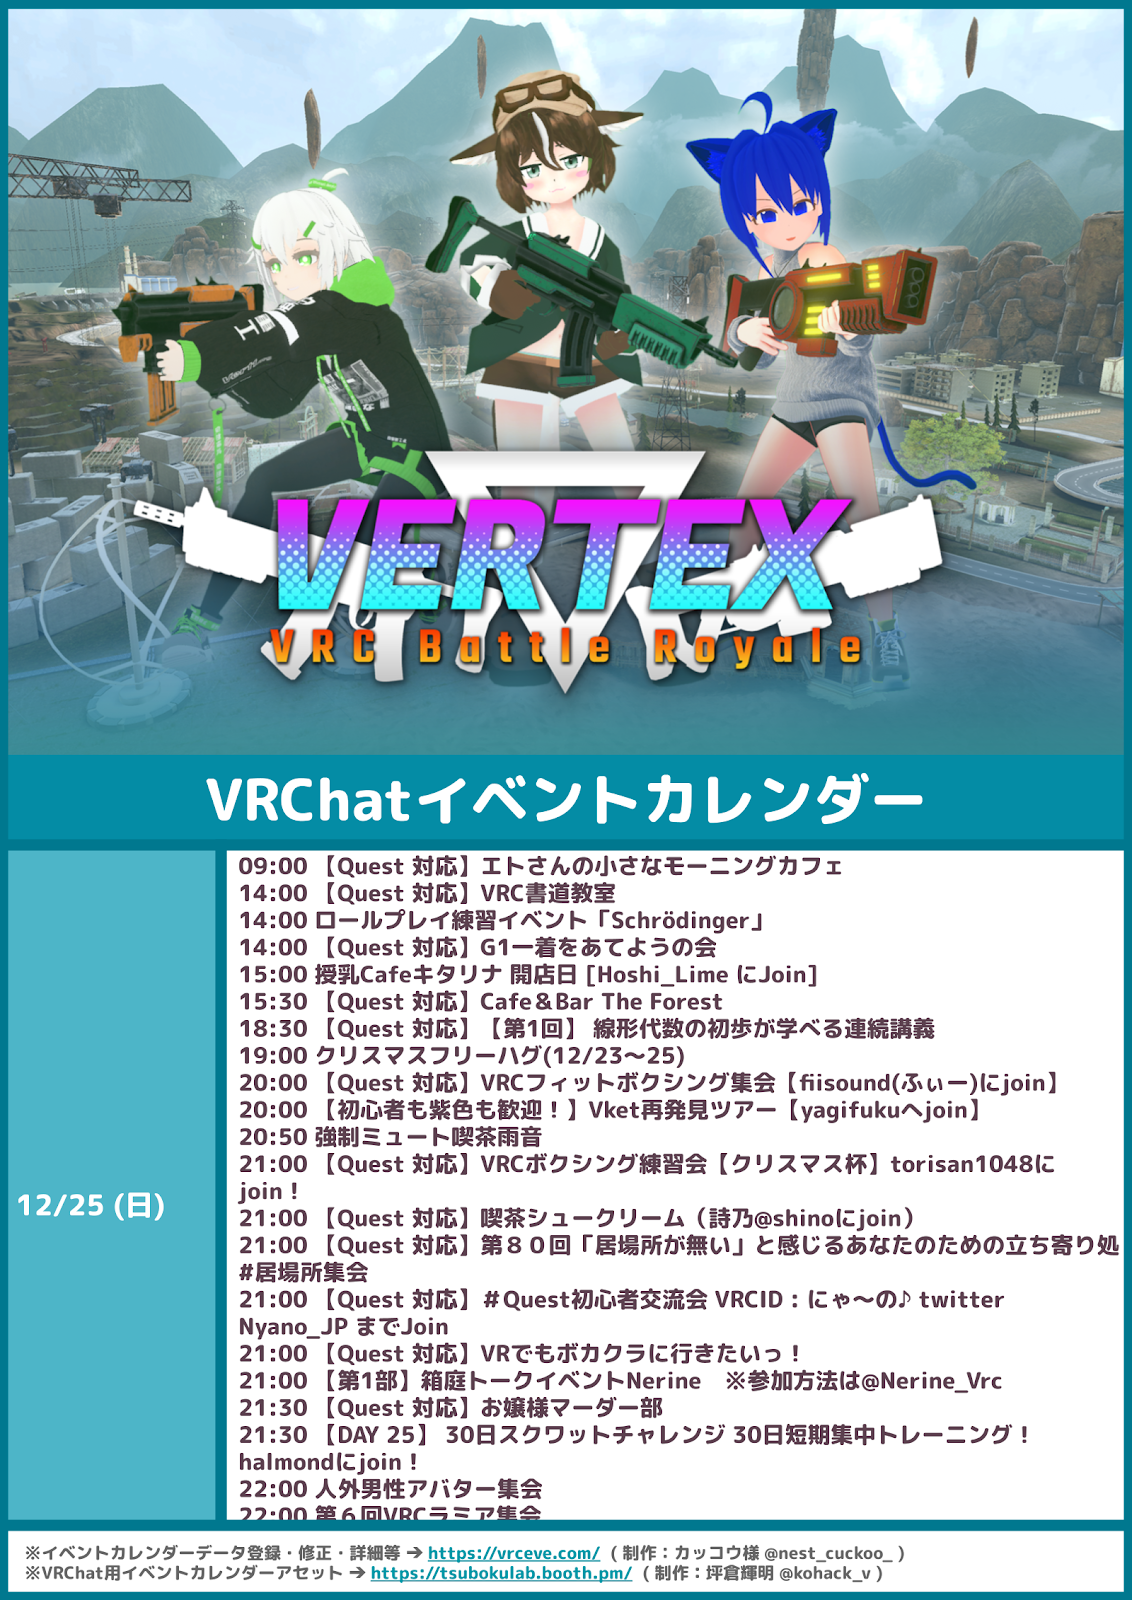 VERTEX
VRC Battle Royale
VRChatイベントカレンダー
12/25 (日)
09:00 【Quest 対応】エトさんの小さなモーニングカフェ
14:00 【Quest 対応】VRC書道教室
14:00 ロールプレイ練習イベント「Schrödinger」
14:00 【Quest 対応】G1一着をあてようの会
15:00 授乳Cafeキタリナ 開店日 [Hoshi_Lime にJoin]
15:30 【Quest 対応】Cafe＆Bar The Forest
18:30 【Quest 対応】【第1回】 線形代数の初歩が学べる連続講義
19:00 クリスマスフリーハグ(12/23～25)
20:00 【Quest 対応】VRCフィットボクシング集会【fiisound(ふぃー)にjoin】
20:00 【初心者も紫色も歓迎！】Vket再発見ツアー【yagifukuへjoin】
20:50 強制ミュート喫茶雨音
21:00 【Quest 対応】VRCボクシング練習会【クリスマス杯】torisan1048に
join！
21:00 【Quest 対応】喫茶シュークリーム（詩乃@shinoにjoin）
21:00 【Quest 対応】第８０回「居場所が無い」と感じるあなたのための立ち寄り処
#居場所集会
21:00 【Quest 対応】＃Quest初心者交流会 VRCID：にゃ～の♪ twitter
Nyano_JP までJoin
21:00 【Quest 対応】VRでもボカクラに行きたいっ！
21:00 【第1部】箱庭トークイベントNerine　※参加方法は@Nerine_Vrc
21:30 【Quest 対応】お嬢様マーダー部
21:30 【DAY 25】 30日スクワットチャレンジ 30日短期集中トレーニング！
halmondにjoin！
22:00 人外男性アバター集会
22:00 第６回VRCラミア集会
※イベントカレンダーデータ登録・修正・詳細等 ➔ https://vrceve.com/ ( 制作：カッコウ様 @nest_cuckoo_ )
※VRChat用イベントカレンダーアセット ➔ https://tsubokulab.booth.pm/ ( 制作：坪倉輝明 @kohack_v )